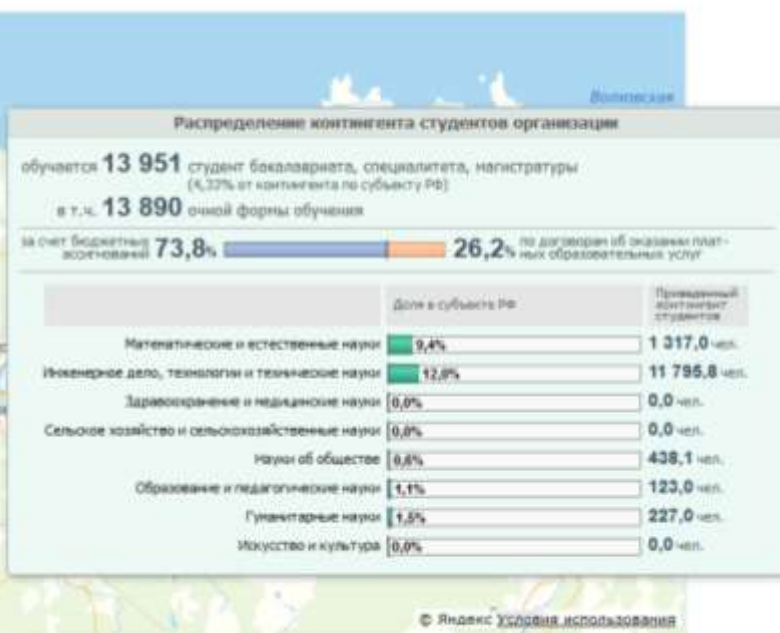 Волховская
Распределение контингента студентов организации
обучается 13 951 студент бакалавриата, специалитета, магистратуры
(4,33% от контингента по субъекту РФ)
в т.ч. 13 890 очной формы обучения
за счет бюджетных ассигнований 73,8% 26,2% по договорам об оказании плат-
ных образовательных услуг
Доля в субъекте РФ Приведенный контингент студентов
Математические и естественные науки 9,4% 1 317,0 чел.
Инженерное дело, технологии и технические науки 12,0% 11 795,8 чел.
Здравоохранение и медицинские науки 0,0% 0,0 чел.
Сельское хозяйство и сельскохозяйственные науки 0,0% 0,0 чел.
Науки об обществе 0,6% 438,1 чел.
Образование и педагогические науки 1,1% 123,0 чел.
Гуманитарные науки 1,5% 227,0 чел.
Искусство и культура 0,0% 0,0 чел.
© Яндекс Условия использования